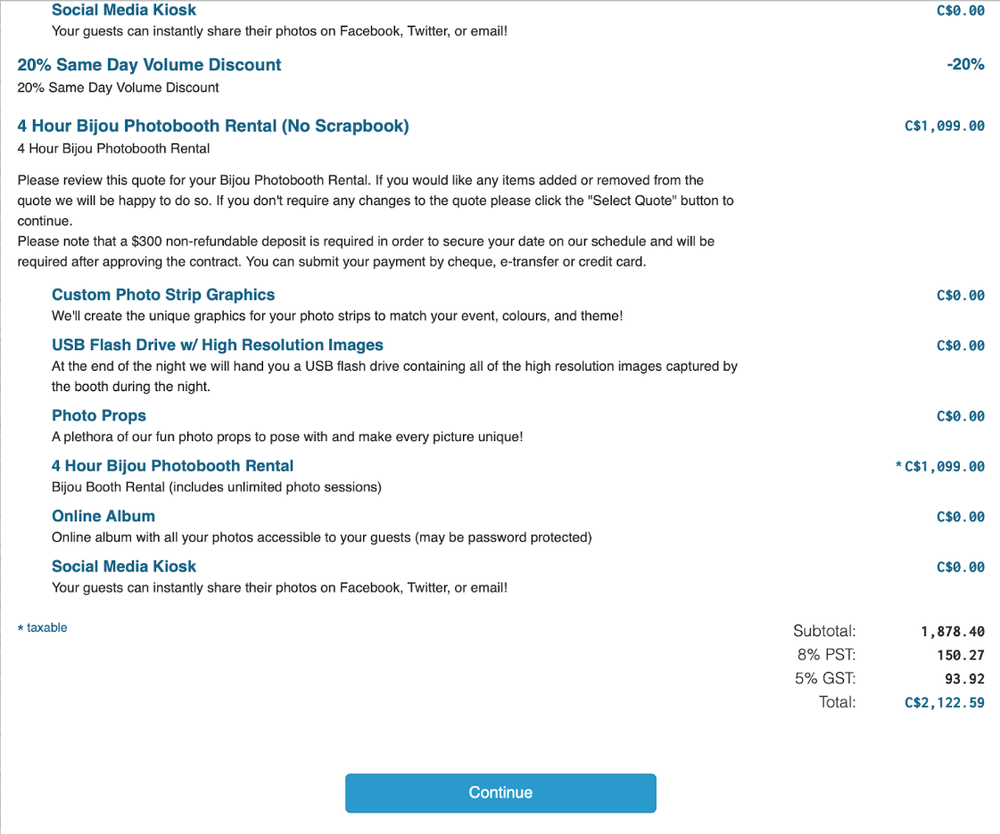 Social Media Kiosk C$0.00
Your guests can instantly share their photos on Facebook, Twitter, or email!
20% Same Day Volume Discount -20%
20% Same Day Volume Discount
4 Hour Bijou Photobooth Rental (No Scrapbook) C$1,099.00
4 Hour Bijou Photobooth Rental
Please review this quote for your Bijou Photobooth Rental. If you would like any items added or removed from the
quote we will be happy to do so. If you don't require any changes to the quote please click the "Select Quote" button to
continue.
Please note that a $300 non-refundable deposit is required in order to secure your date on our schedule and will be
required after approving the contract. You can submit your payment by cheque, e-transfer or credit card.
Custom Photo Strip Graphics C$0.00
We'll create the unique graphics for your photo strips to match your event, colours, and theme!
USB Flash Drive w/ High Resolution Images C$0.00
At the end of the night we will hand you a USB flash drive containing all of the high resolution images captured by
the booth during the night.
Photo Props C$0.00
A plethora of our fun photo props to pose with and make every picture unique!
4 Hour Bijou Photobooth Rental *C$1,099.00
Bijou Booth Rental (includes unlimited photo sessions)
Online Album C$0.00
Online album with all your photos accessible to your guests (may be password protected)
Social Media Kiosk C$0.00
Your guests can instantly share their photos on Facebook, Twitter, or email!
* taxable
Subtotal: 1,878.40
8% PST: 150.27
5% GST: 93.92
Total: C$2,122.59
Continue